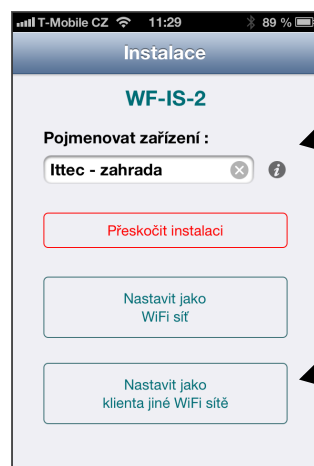 T-Mobile CZ 11:29 89 %
Instalace
WF-IS-2
Pojmenovat zařízení :
Ittec - zahrada
Přeskočit instalaci
Nastavit jako
WiFi síť
Nastavit jako
klienta jiné WiFi sítě